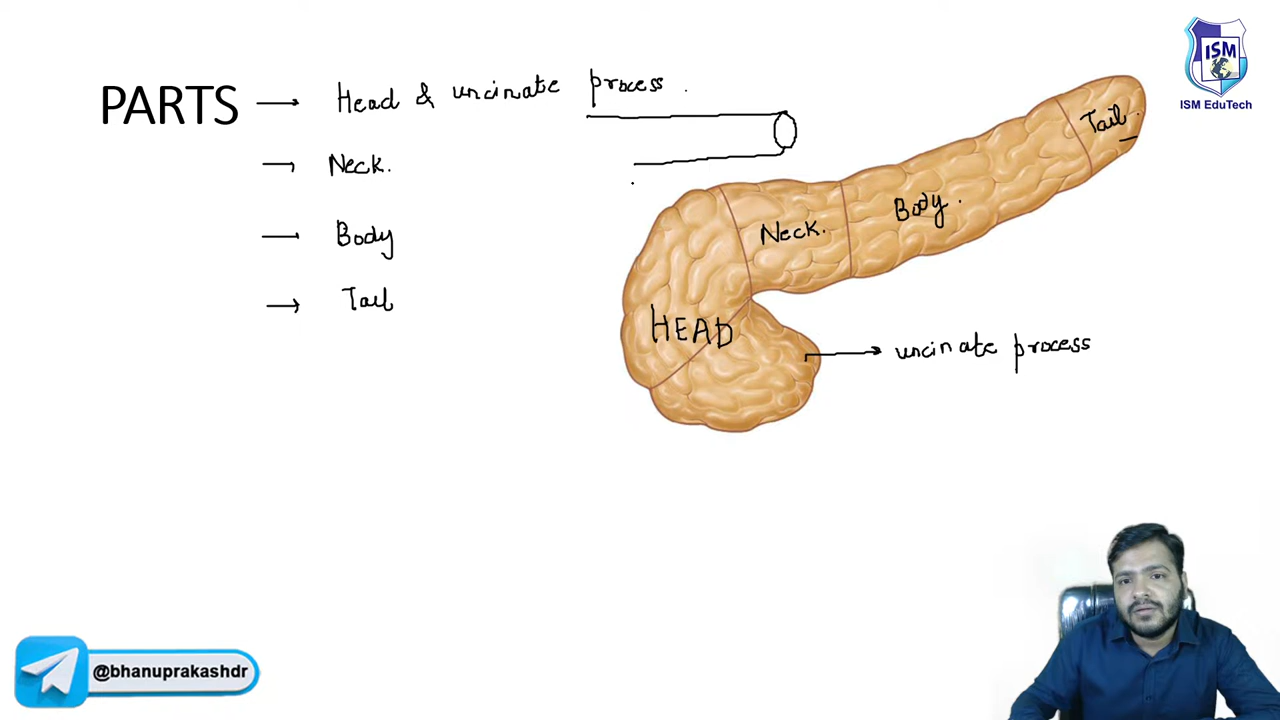 PARTS → Head & uncinate process .
→ Neck.
→ Body
→ Tail
ISM
ISM EduTech
Tail .
Body .
Neck.
HEAD
uncinate process
@bhanuprakashdr